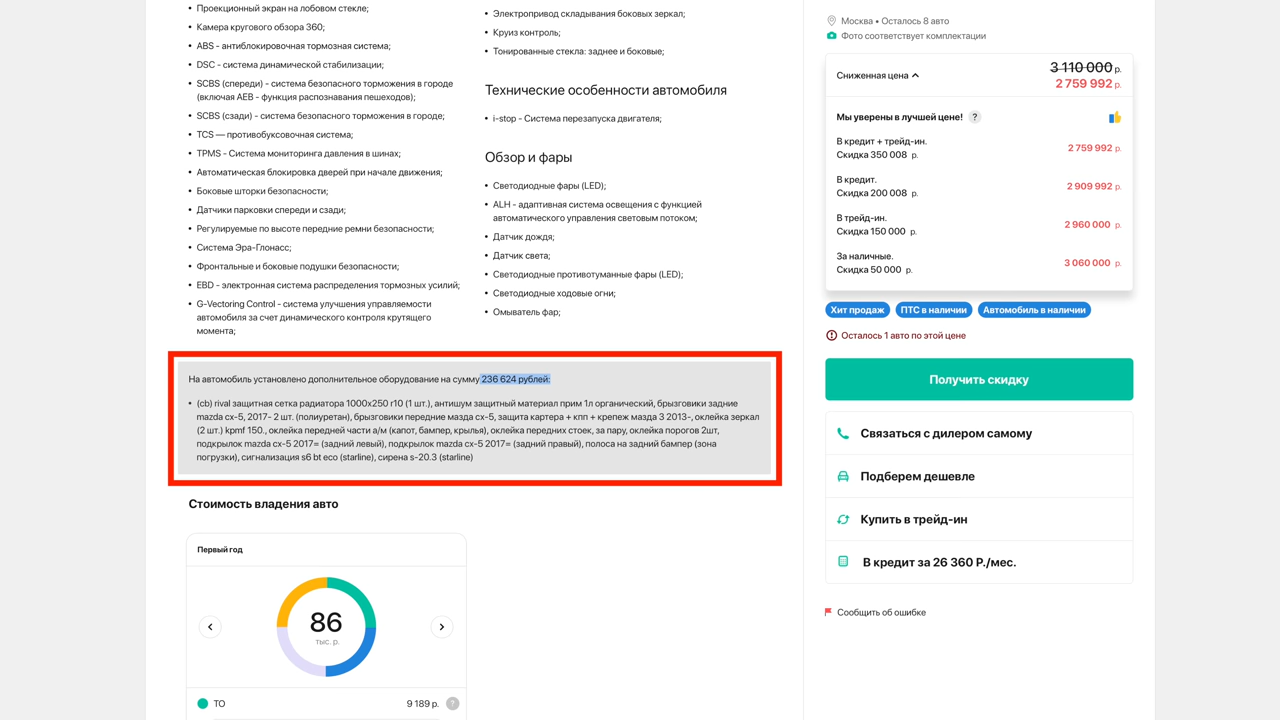 Проекционный экран на лобовом стекле;
Камера кругового обзора 360;
ABS - антиблокировочная тормозная система;
DSC - система динамической стабилизации;
SCBS (спереди) - система безопасного торможения в городе
(включая AEB - функция распознавания пешеходов);
SCBS (сзади) - система безопасного торможения в городе;
TCS — противобуксовочная система;
TPMS - Система мониторинга давления в шинах;
Автоматическая блокировка дверей при начале движения;
Боковые шторки безопасности;
Датчики парковки спереди и сзади;
Регулируемые по высоте передние ремни безопасности;
Система Эра-Глонасс;
Фронтальные и боковые подушки безопасности;
EBD - электронная система распределения тормозных усилий;
G-Vectoring Control - система улучшения управляемости
автомобиля за счет динамического контроля крутящего
момента;
Электропривод складывания боковых зеркал;
Круиз контроль;
Тонированные стекла: заднее и боковые;
Технические особенности автомобиля
i-stop - Система перезапуска двигателя;
Обзор и фары
Светодиодные фары (LED);
ALH - адаптивная система освещения с функцией
автоматического управления световым потоком;
Датчик дождя;
Датчик света;
Светодиодные противотуманные фары (LED);
Светодиодные ходовые огни;
Омыватель фар;
На автомобиль установлено дополнительное оборудование на сумму 236 624 рублей:
(cb) rival защитная сетка радиатора 1000х250 r10 (1 шт.), антишум защитный материал прим 1л органический, брызговики задние
mazda cx-5, 2017- 2 шт. (полиуретан), брызговики передние мазда сх-5, защита картера + кпп + крепеж мазда 3 2013-, оклейка зеркал
(2 шт.) kpmf 150., оклейка передней части а/м (капот, бампер, крылья), оклейка передних стоек, за пару, оклейка порогов 2шт,
подкрылок mazda cx-5 2017= (задний левый), подкрылок mazda cx-5 2017= (задний правый), полоса на задний бампер (зона
погрузки), сигнализация s6 bt eco (starline), сирена s-20.3 (starline)
Стоимость владения авто
Первый год
86
тыс. р.
ТО 9 189 р. ?
Москва • Осталось 8 авто
Фото соответствует комплектации
Сниженная цена 3 110 000 р.
2 759 992 р.
Мы уверены в лучшей цене! ?
В кредит + трейд-ин.
Скидка 350 008 р. 2 759 992 р.
В кредит.
Скидка 200 008 р. 2 909 992 р.
В трейд-ин.
Скидка 150 000 р. 2 960 000 р.
За наличные.
Скидка 50 000 р. 3 060 000 р.
Хит продаж ПТС в наличии Автомобиль в наличии
Осталось 1 авто по этой цене
Получить скидку
Связаться с дилером самому
Подберем дешевле
Купить в трейд-ин
В кредит за 26 360 Р./мес.
Сообщить об ошибке